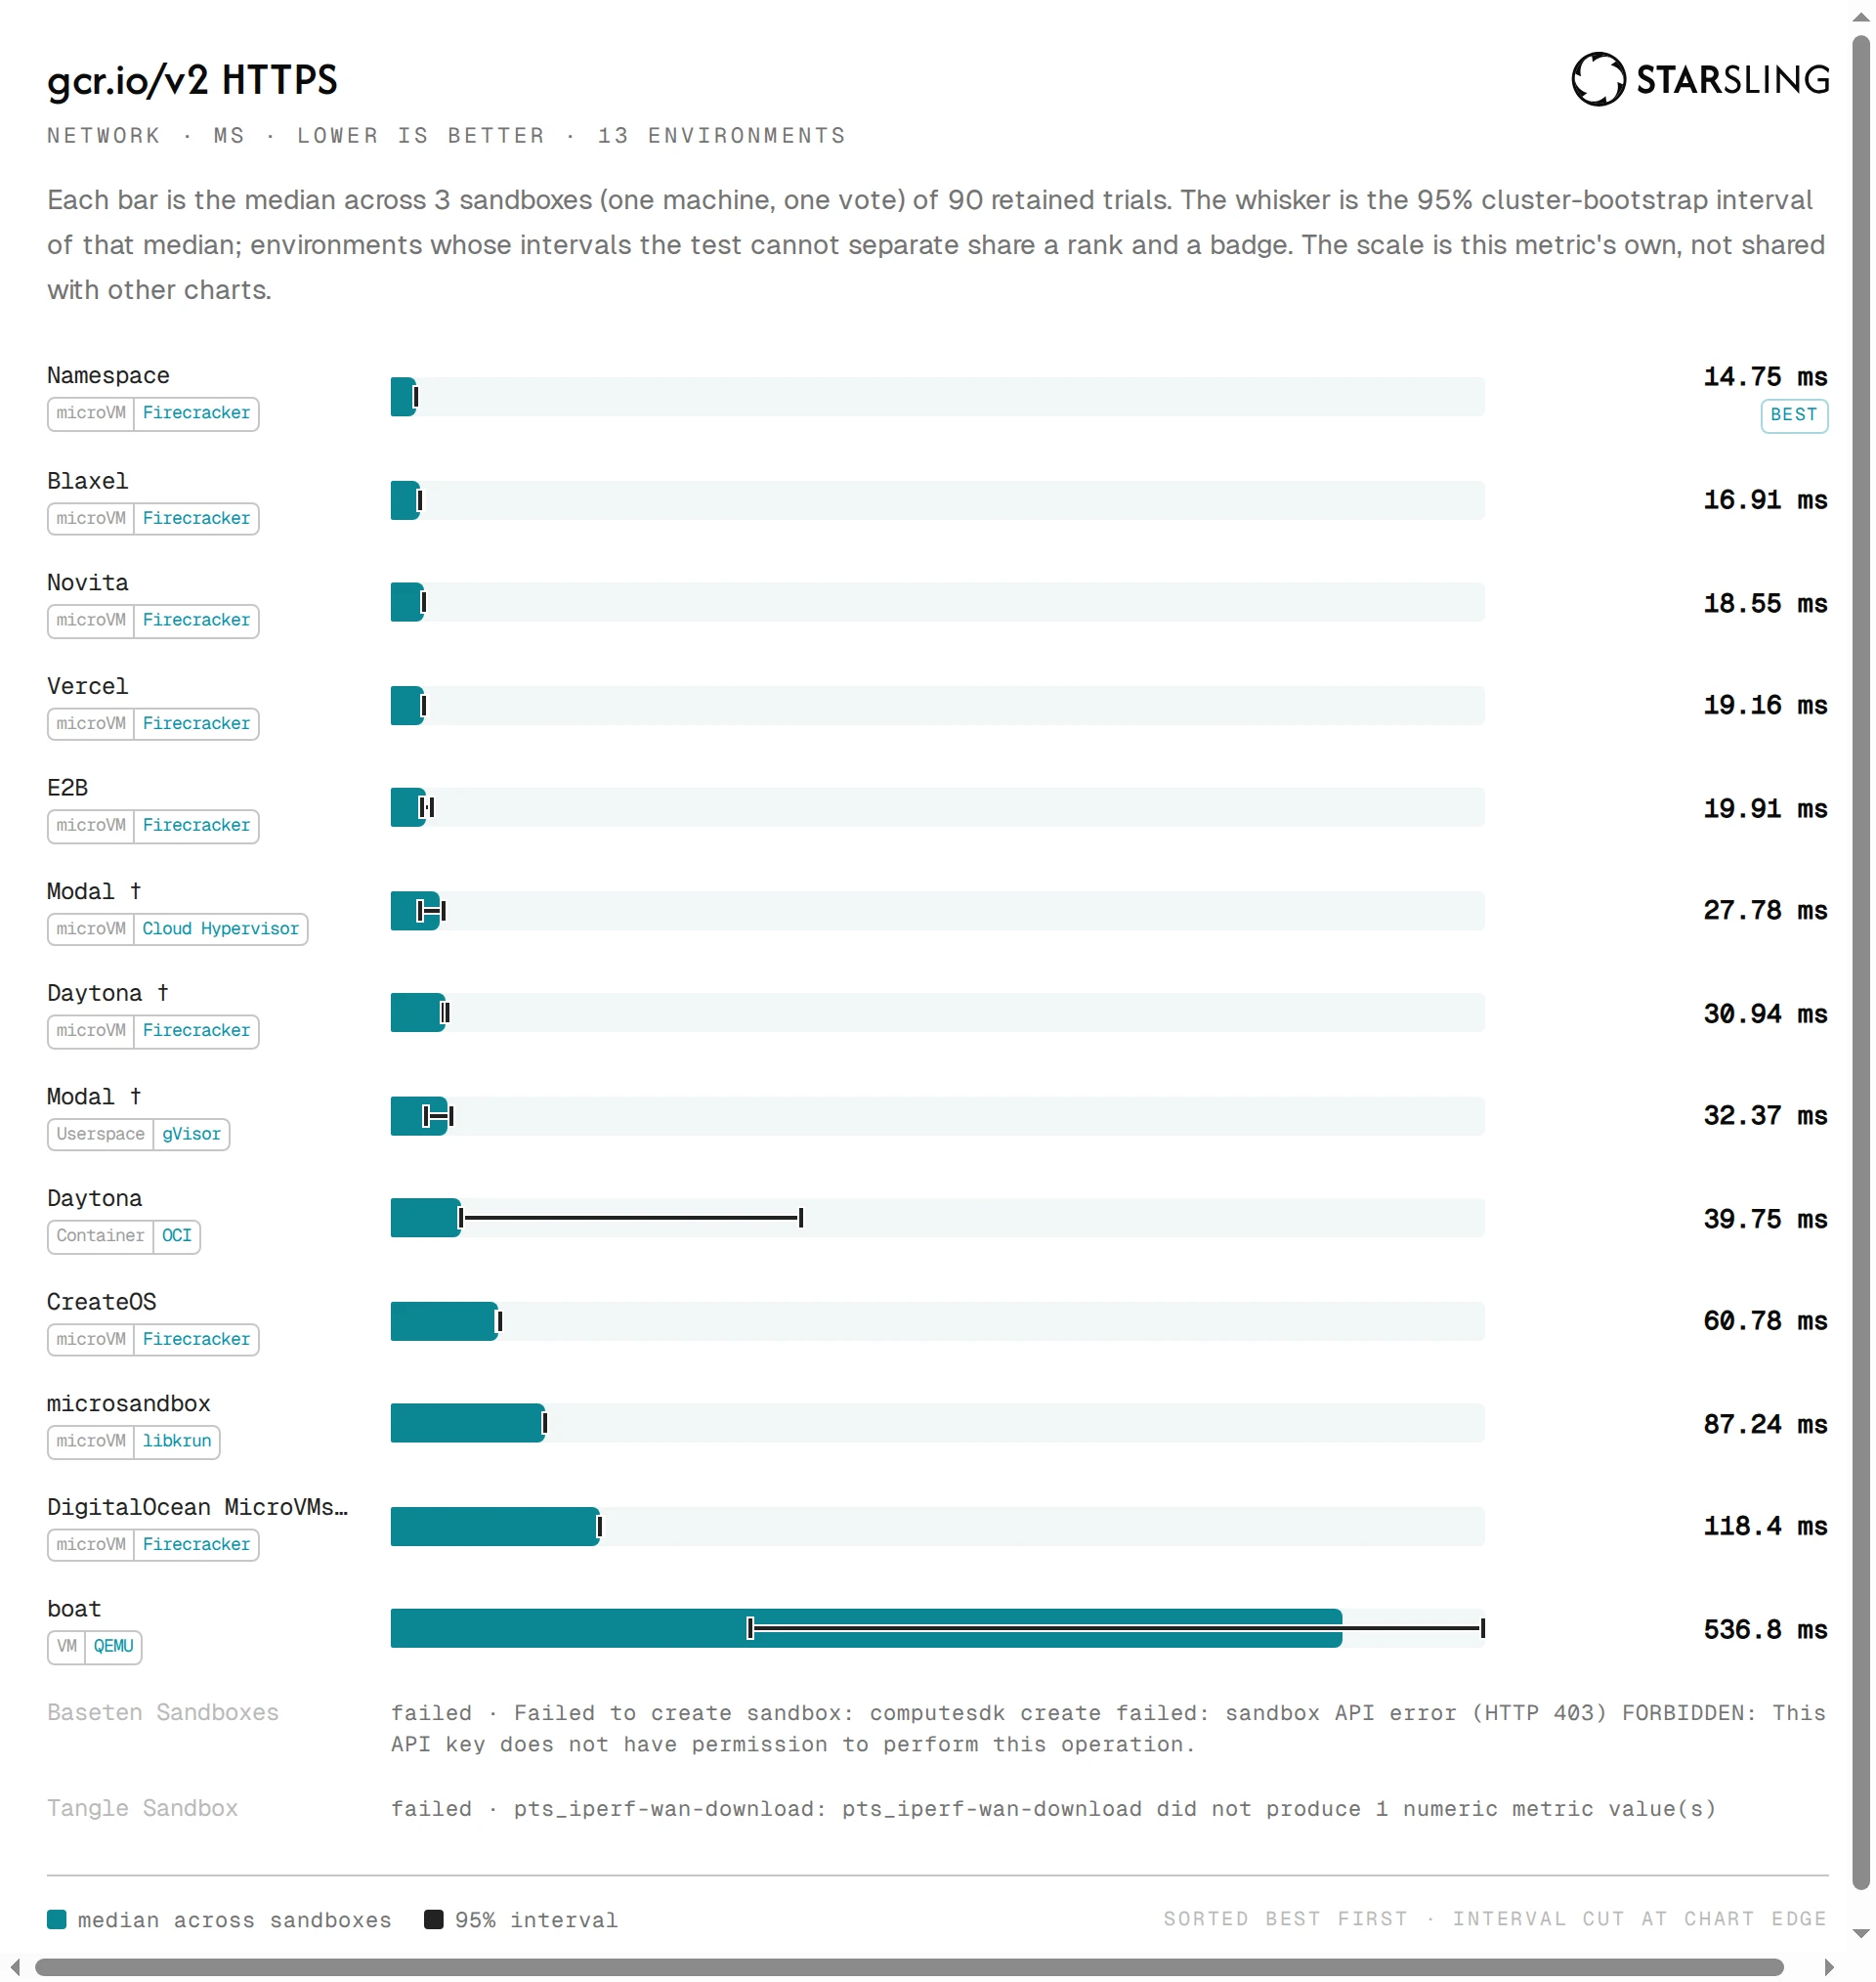 gcr.io/v2 HTTPS
STARSLING
NETWORK · MS · LOWER IS BETTER · 13 ENVIRONMENTS
Each bar is the median across 3 sandboxes (one machine, one vote) of 90 retained trials. The whisker is the 95% cluster-bootstrap interval
of that median; environments whose intervals the test cannot separate share a rank and a badge. The scale is this metric's own, not shared
with other charts.
Namespace
microVM Firecracker
14.75 ms
BEST
Blaxel
microVM Firecracker
16.91 ms
Novita
microVM Firecracker
18.55 ms
Vercel
microVM Firecracker
19.16 ms
E2B
microVM Firecracker
19.91 ms
Modal †
microVM Cloud Hypervisor
27.78 ms
Daytona †
microVM Firecracker
30.94 ms
Modal †
Userspace gVisor
32.37 ms
Daytona
Container OCI
39.75 ms
CreateOS
microVM Firecracker
60.78 ms
microsandbox
microVM libkrun
87.24 ms
DigitalOcean MicroVMs…
microVM Firecracker
118.4 ms
boat
VM QEMU
536.8 ms
Baseten Sandboxes
failed · Failed to create sandbox: computesdk create failed: sandbox API error (HTTP 403) FORBIDDEN: This
API key does not have permission to perform this operation.
Tangle Sandbox
failed · pts_iperf-wan-download: pts_iperf-wan-download did not produce 1 numeric metric value(s)
median across sandboxes
95% interval
SORTED BEST FIRST · INTERVAL CUT AT CHART EDGE